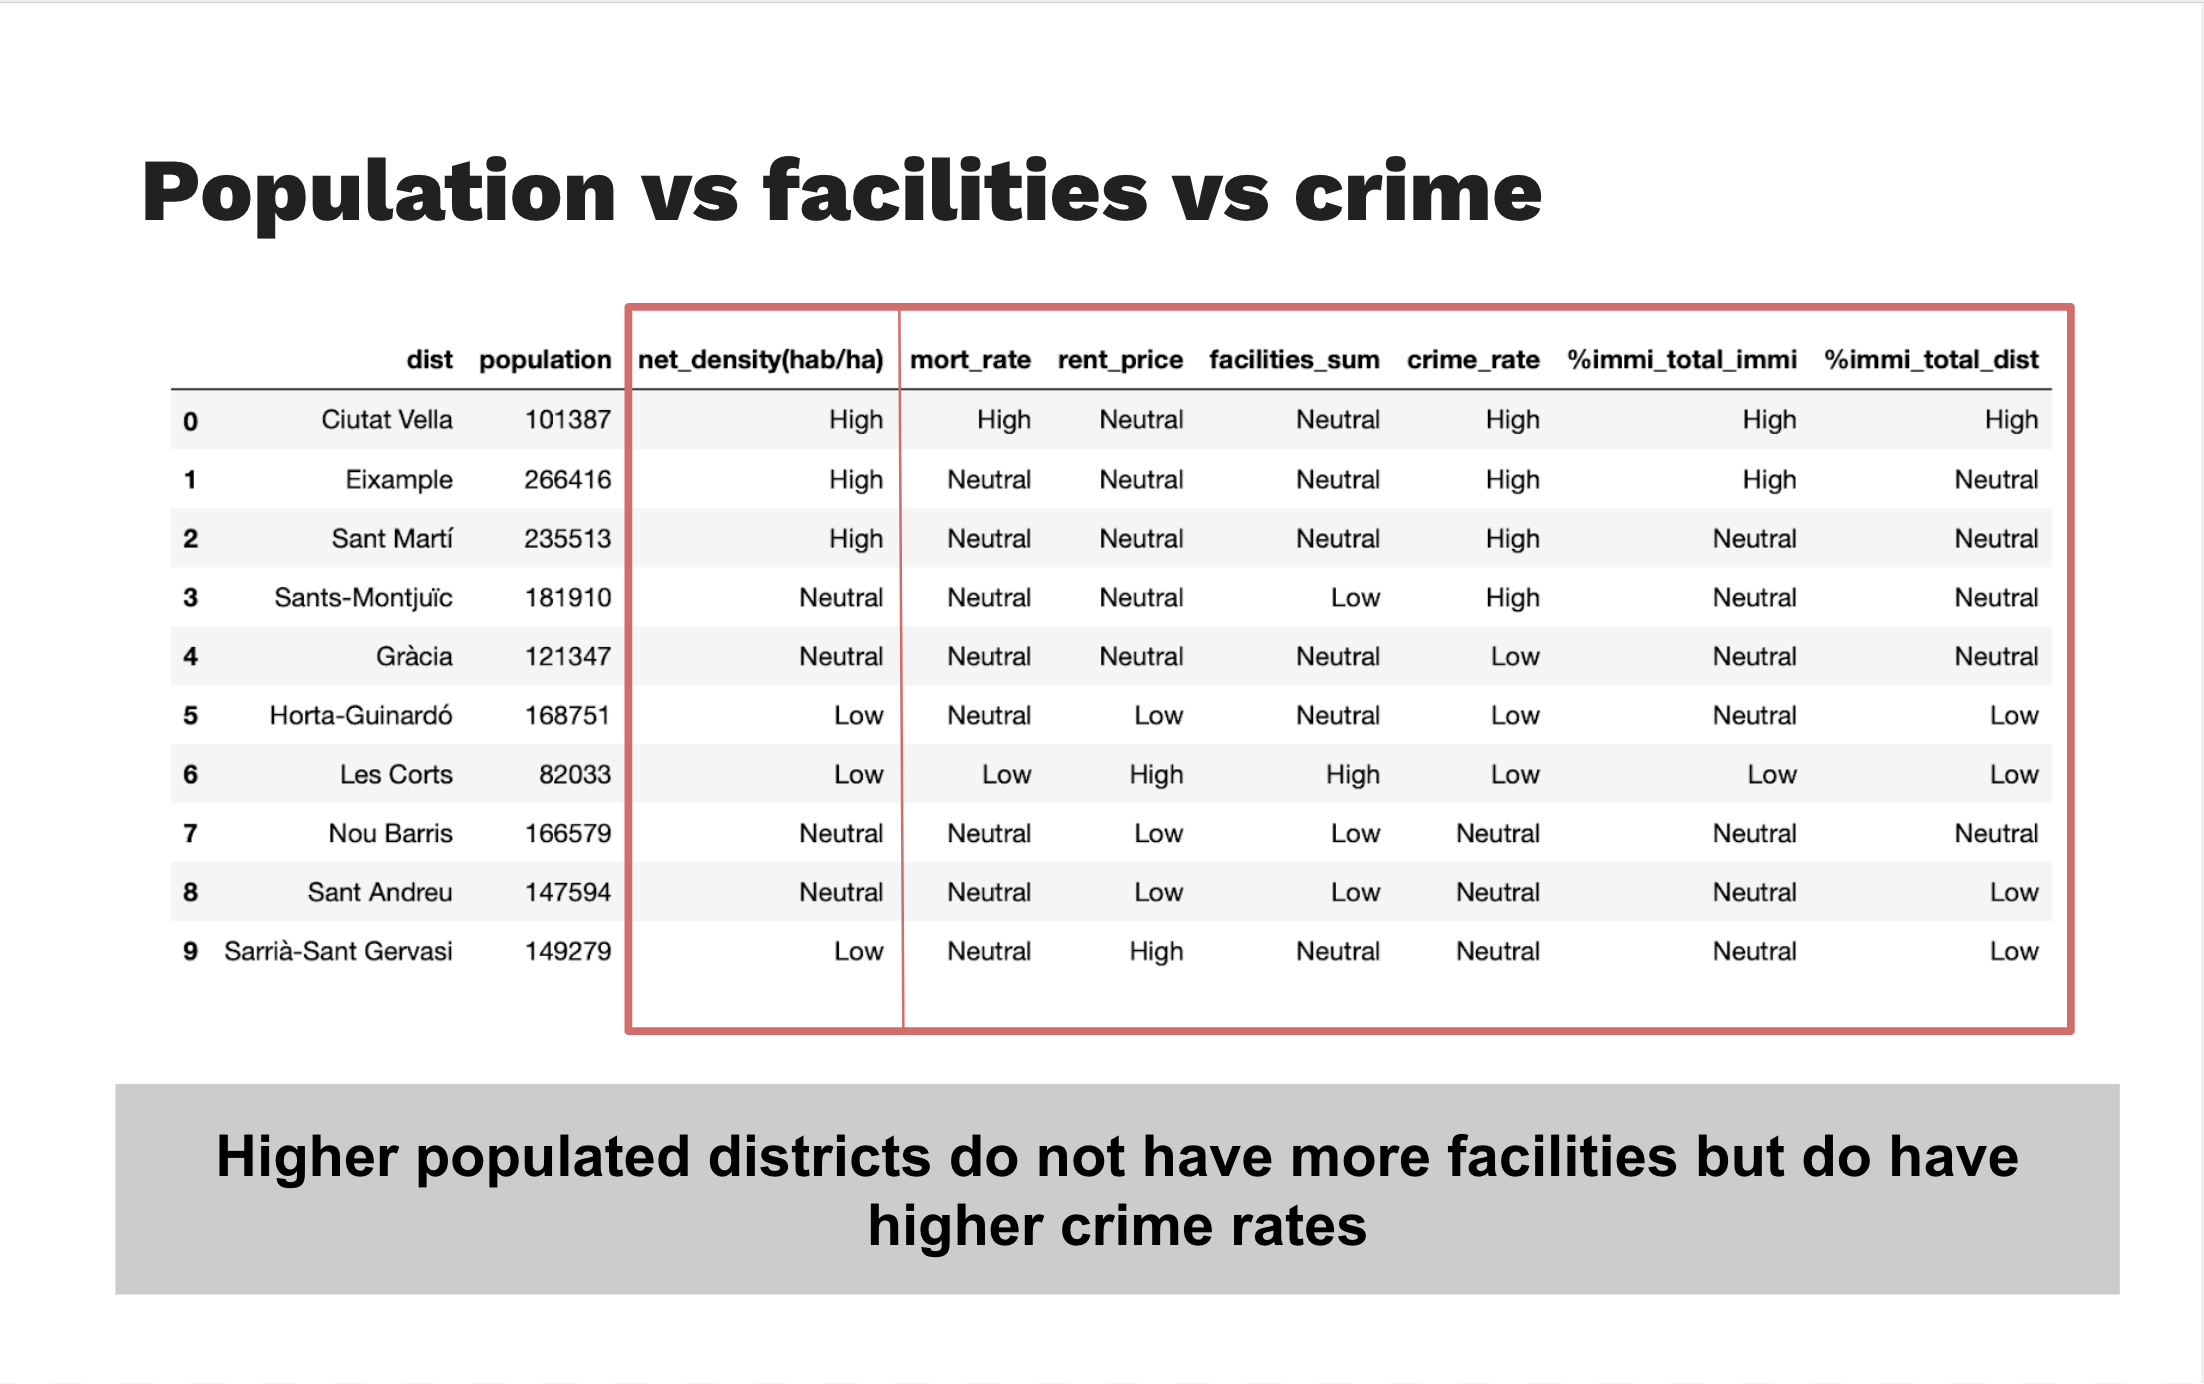 Population vs facilities vs crime
dist population net_density(hab/ha) mort_rate rent_price facilities_sum crime_rate %immi_total_immi %immi_total_dist
0 Ciutat Vella 101387 High High Neutral Neutral High High High
1 Eixample 266416 High Neutral Neutral Neutral High High Neutral
2 Sant Martí 235513 High Neutral Neutral Neutral High Neutral Neutral
3 Sants-Montjuïc 181910 Neutral Neutral Neutral Low High Neutral Neutral
4 Gràcia 121347 Neutral Neutral Neutral Neutral Low Neutral Neutral
5 Horta-Guinardó 168751 Low Neutral Low Neutral Low Neutral Low
6 Les Corts 82033 Low Low High High Low Low Low
7 Nou Barris 166579 Neutral Neutral Low Low Neutral Neutral Neutral
8 Sant Andreu 147594 Neutral Neutral Low Low Neutral Neutral Low
9 Sarrià-Sant Gervasi 149279 Low Neutral High Neutral Neutral Neutral Low
Higher populated districts do not have more facilities but do have
higher crime rates